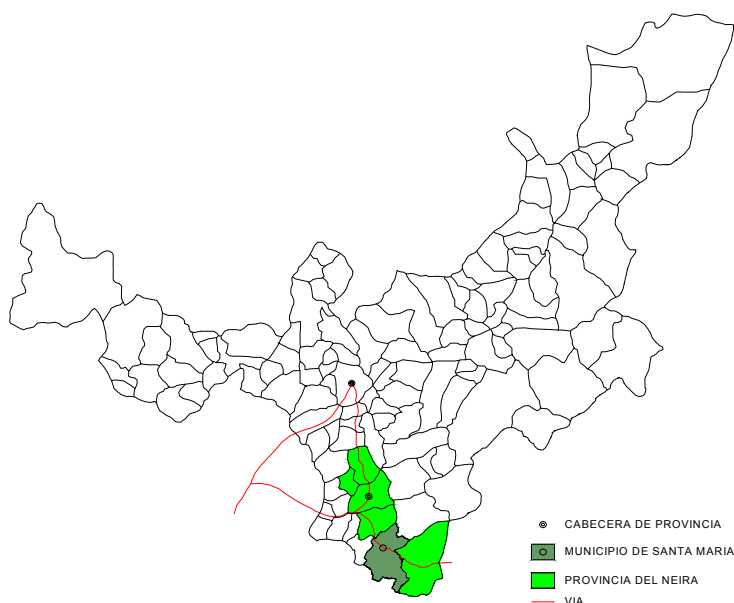 CABECERA DE PROVINCIA
MUNICIPIO DE SANTA MARIA
PROVINCIA DEL NEIRA
VIA